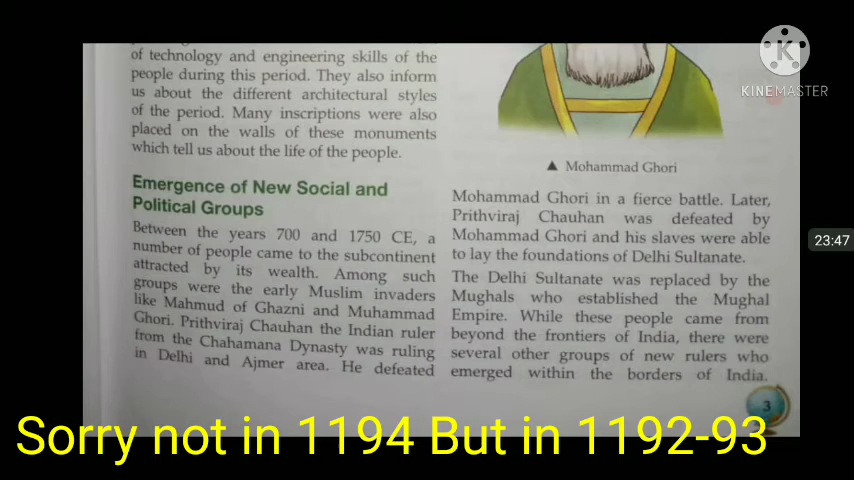 of technology and engineering skills of the
people during this period. They also inform
us about the different architectural styles
of the period. Many inscriptions were also
placed on the walls of these monuments
which tell us about the life of the people.
Emergence of New Social and
Political Groups
Between the years 700 and 1750 CE, a
number of people came to the subcontinent
attracted by its wealth. Among such
groups were the early Muslim invaders
like Mahmud of Ghazni and Muhammad
Ghori. Prithviraj Chauhan the Indian ruler
from the Chahamana Dynasty was ruling
in Delhi and Ajmer area. He defeated
▲ Mohammad Ghori
Mohammad Ghori in a fierce battle. Later,
Prithviraj Chauhan was defeated by
Mohammad Ghori and his slaves were able
to lay the foundations of Delhi Sultanate.
The Delhi Sultanate was replaced by the
Mughals who established the Mughal
Empire. While these people came from
beyond the frontiers of India, there were
several other groups of new rulers who
emerged within the borders of India.
3
K
KINEMASTER
23:47
Sorry not in 1194 But in 1192-93